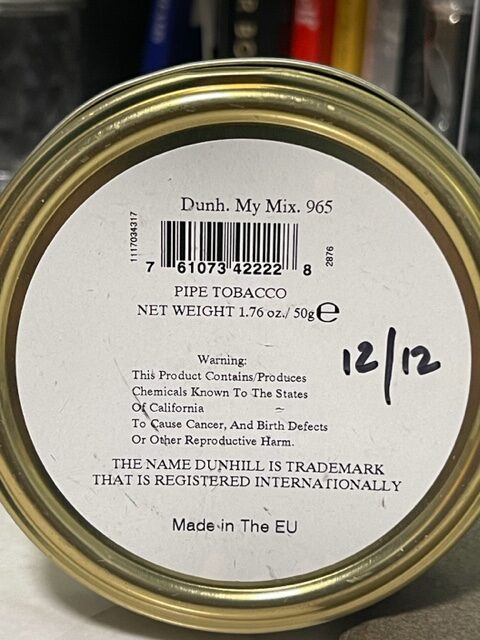 Dunh. My Mix. 965
1117034317
2876
7 61073 42222 8
PIPE TOBACCO
NET WEIGHT 1.76 oz./ 50g℮
12/12
Warning:
This Product Contains/Produces
Chemicals Known To The States
Of California
To Cause Cancer, And Birth Defects
Or Other Reproductive Harm.
THE NAME DUNHILL IS TRADEMARK
THAT IS REGISTERED INTERNATIONALLY
Made in The EU